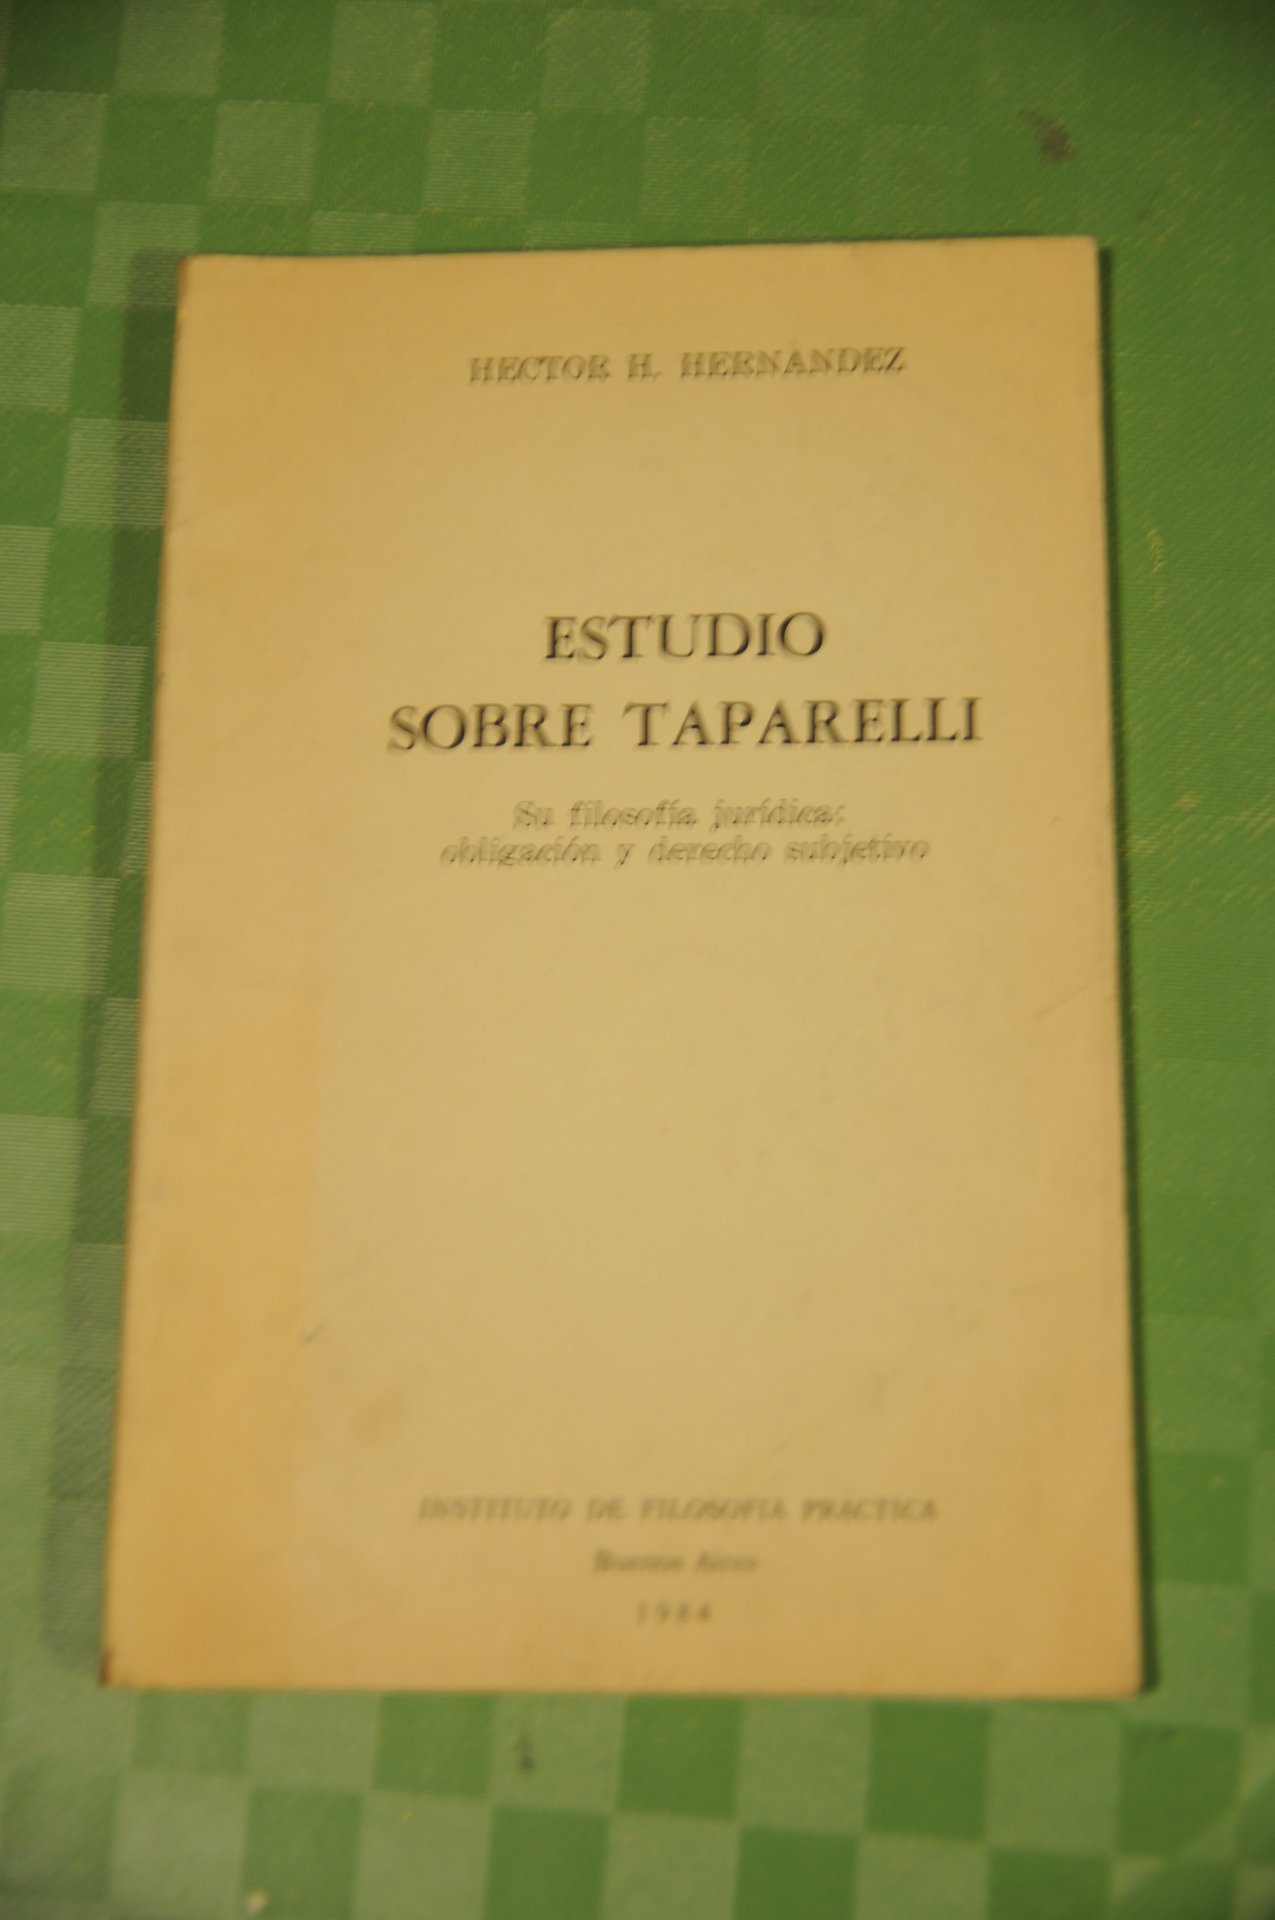 HECTOR H. HERNANDEZ
ESTUDIO
SOBRE TAPARELLI
Su filosofía jurídica:
obligación y derecho subjetivo
INSTITUTO DE FILOSOFIA PRACTICA
Buenos Aires
1984